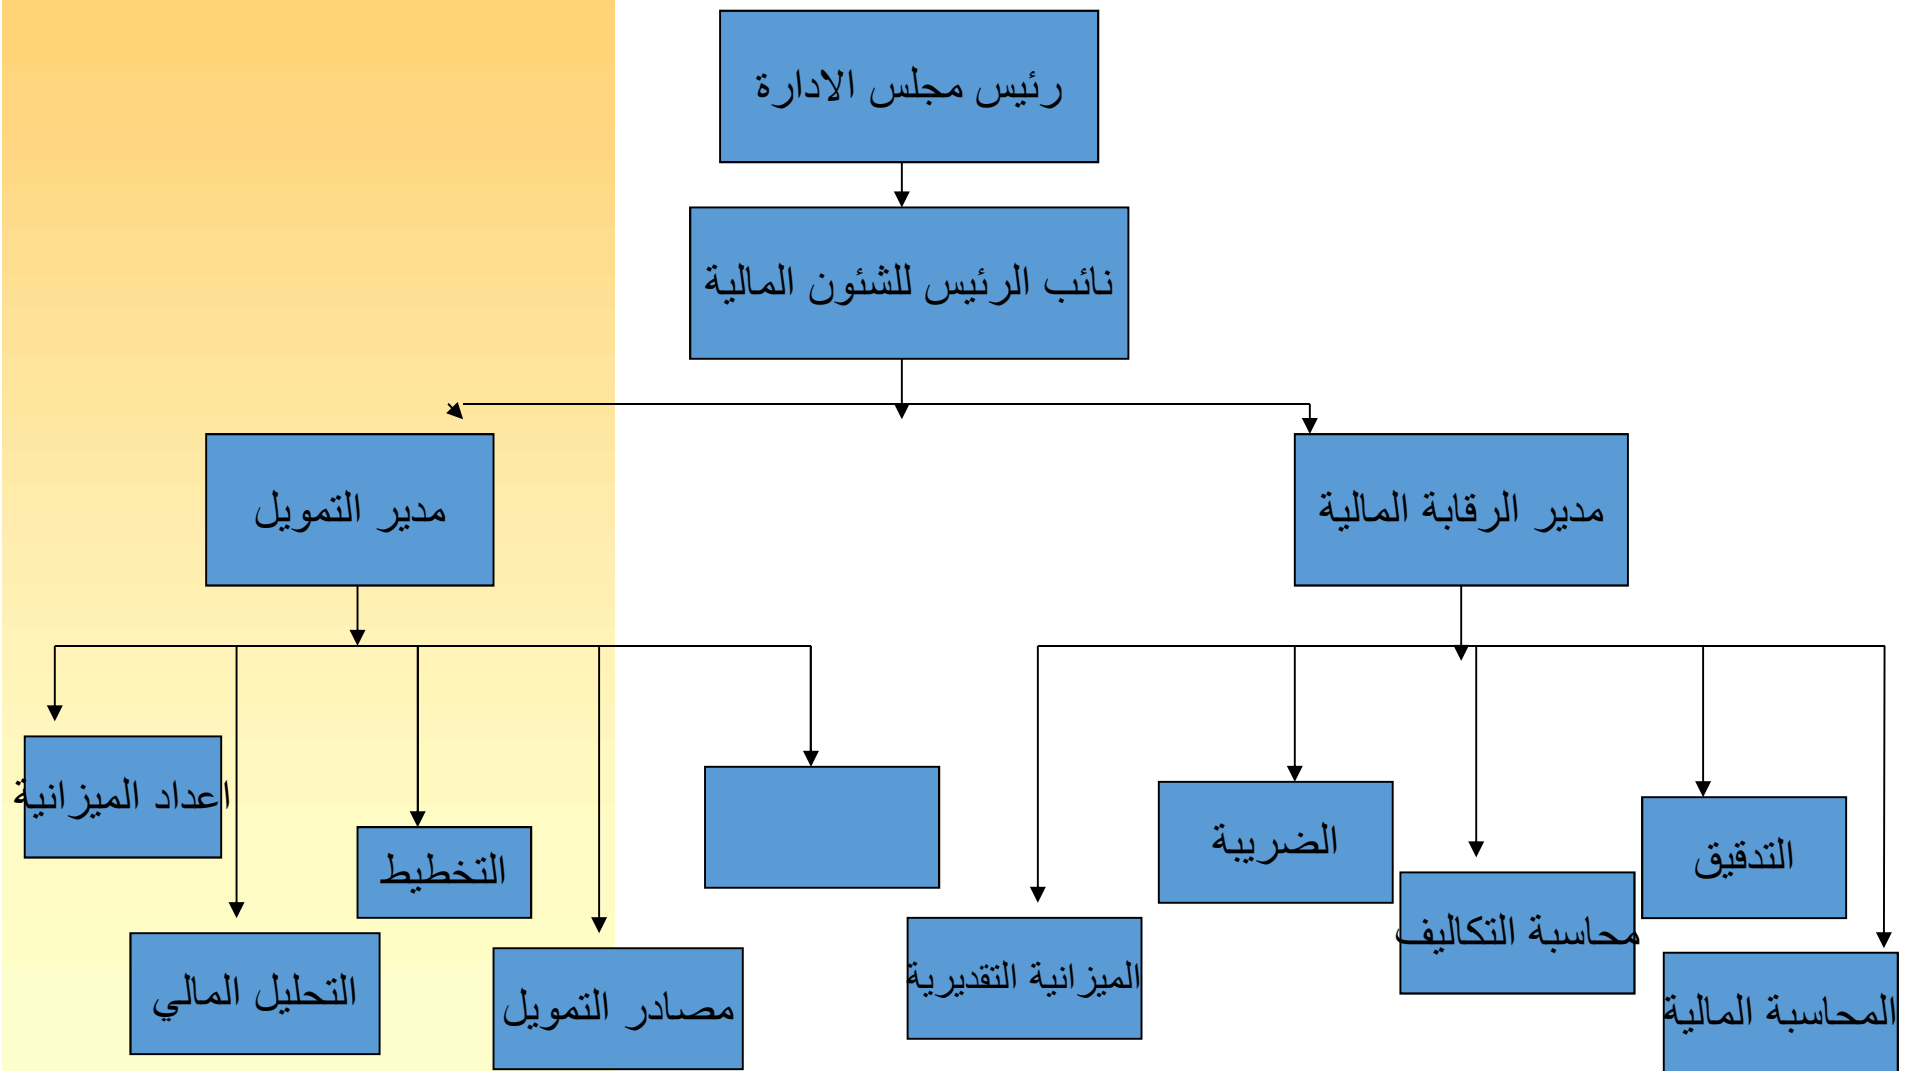 رئيس مجلس الادارة
نائب الرئيس للشئون المالية
مدير الرقابة المالية
مدير التمويل
المحاسبة المالية
التدقيق
محاسبة التكاليف
الضريبة
الميزانية التقديرية
مصادر التمويل
التخطيط
التحليل المالي
اعداد الميزانية